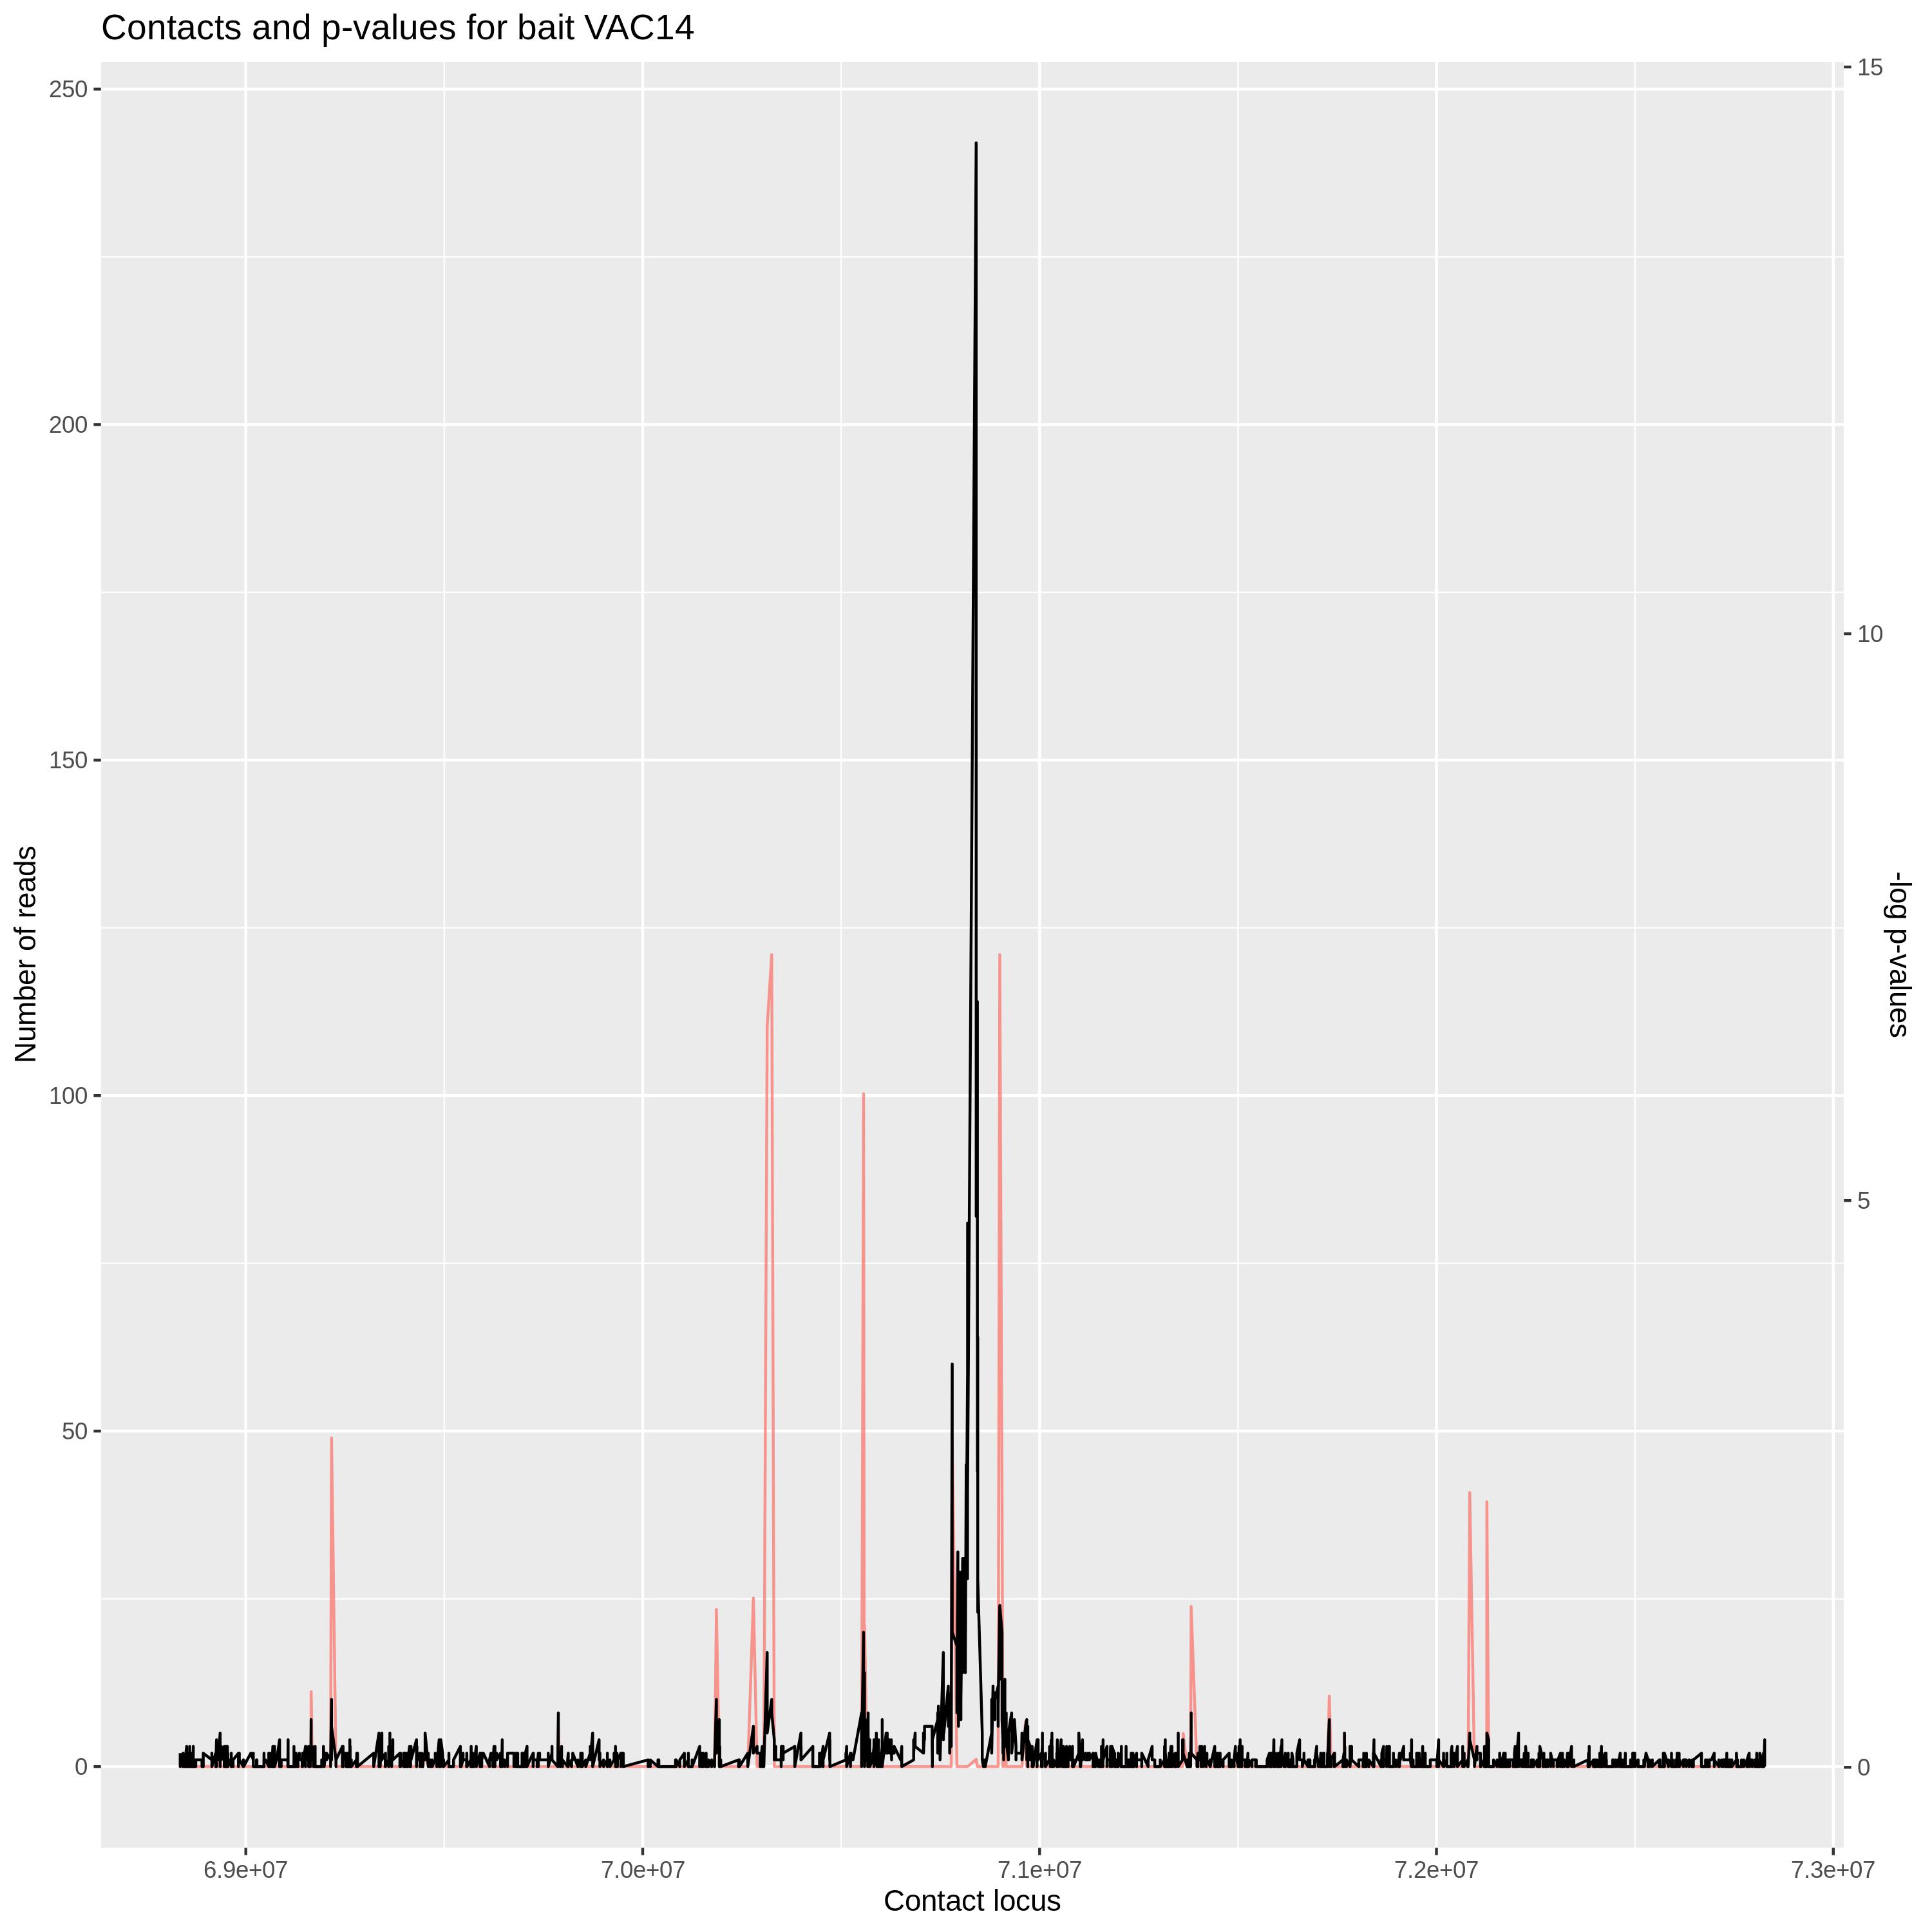 Contacts and p-values for bait VAC14
250
200
150
100
50
0
Number of reads
15
10
5
0
-log p-values
6.9e+07
7.0e+07
7.1e+07
7.2e+07
7.3e+07
Contact locus